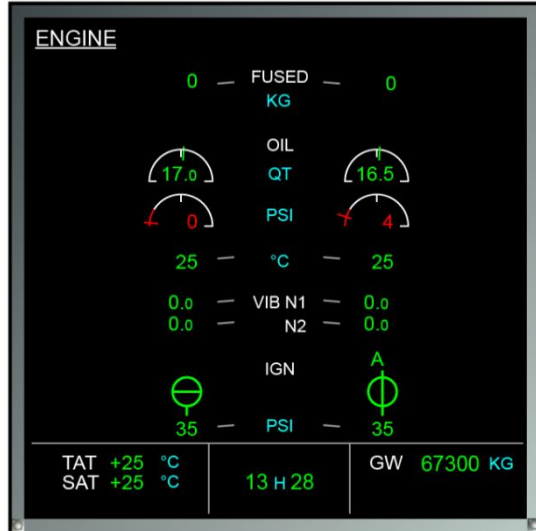 ENGINE
0 FUSED 0
KG
OIL
17.0 QT 16.5
0 PSI 4
25 °C 25
0.0 VIB N1 0.0
0.0 N2 0.0
A
IGN
35 PSI 35
TAT +25 °C
SAT +25 °C
13 H 28
GW 67300 KG